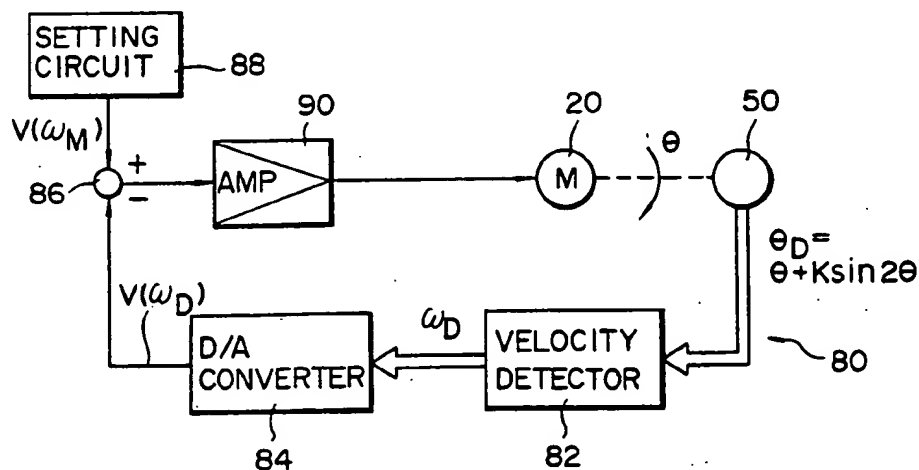 SETTING
CIRCUIT
88
V(ωM)
86
+
−
90
AMP
20
M
θ
50
θD=
θ+Ksin2θ
80
V(ωD)
D/A
CONVERTER
84
ωD
VELOCITY
DETECTOR
82